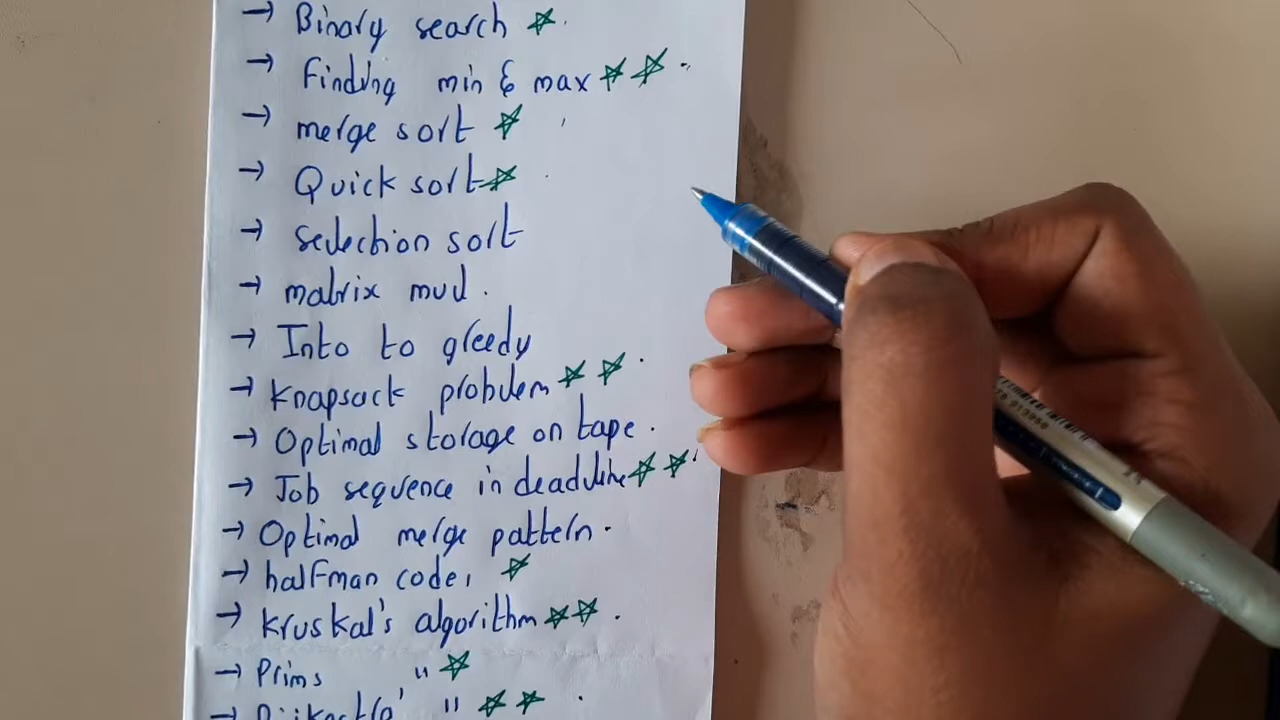 → Binary search ☆
→ Finding min & max ☆ ☆
→ merge sort ☆
→ Quick sort ☆
→ selection sort
→ matrix mul.
→ Into to greedy
→ Knapsack problem ☆ ☆
→ Optimal storage on tape.
→ Job sequence in deadline ☆ ☆
→ Optimal merge pattern.
→ halfman code, ☆
→ Kruskal's algorithm ☆☆.
→ Prims " ☆
→ Dijkstra' " ☆ ☆